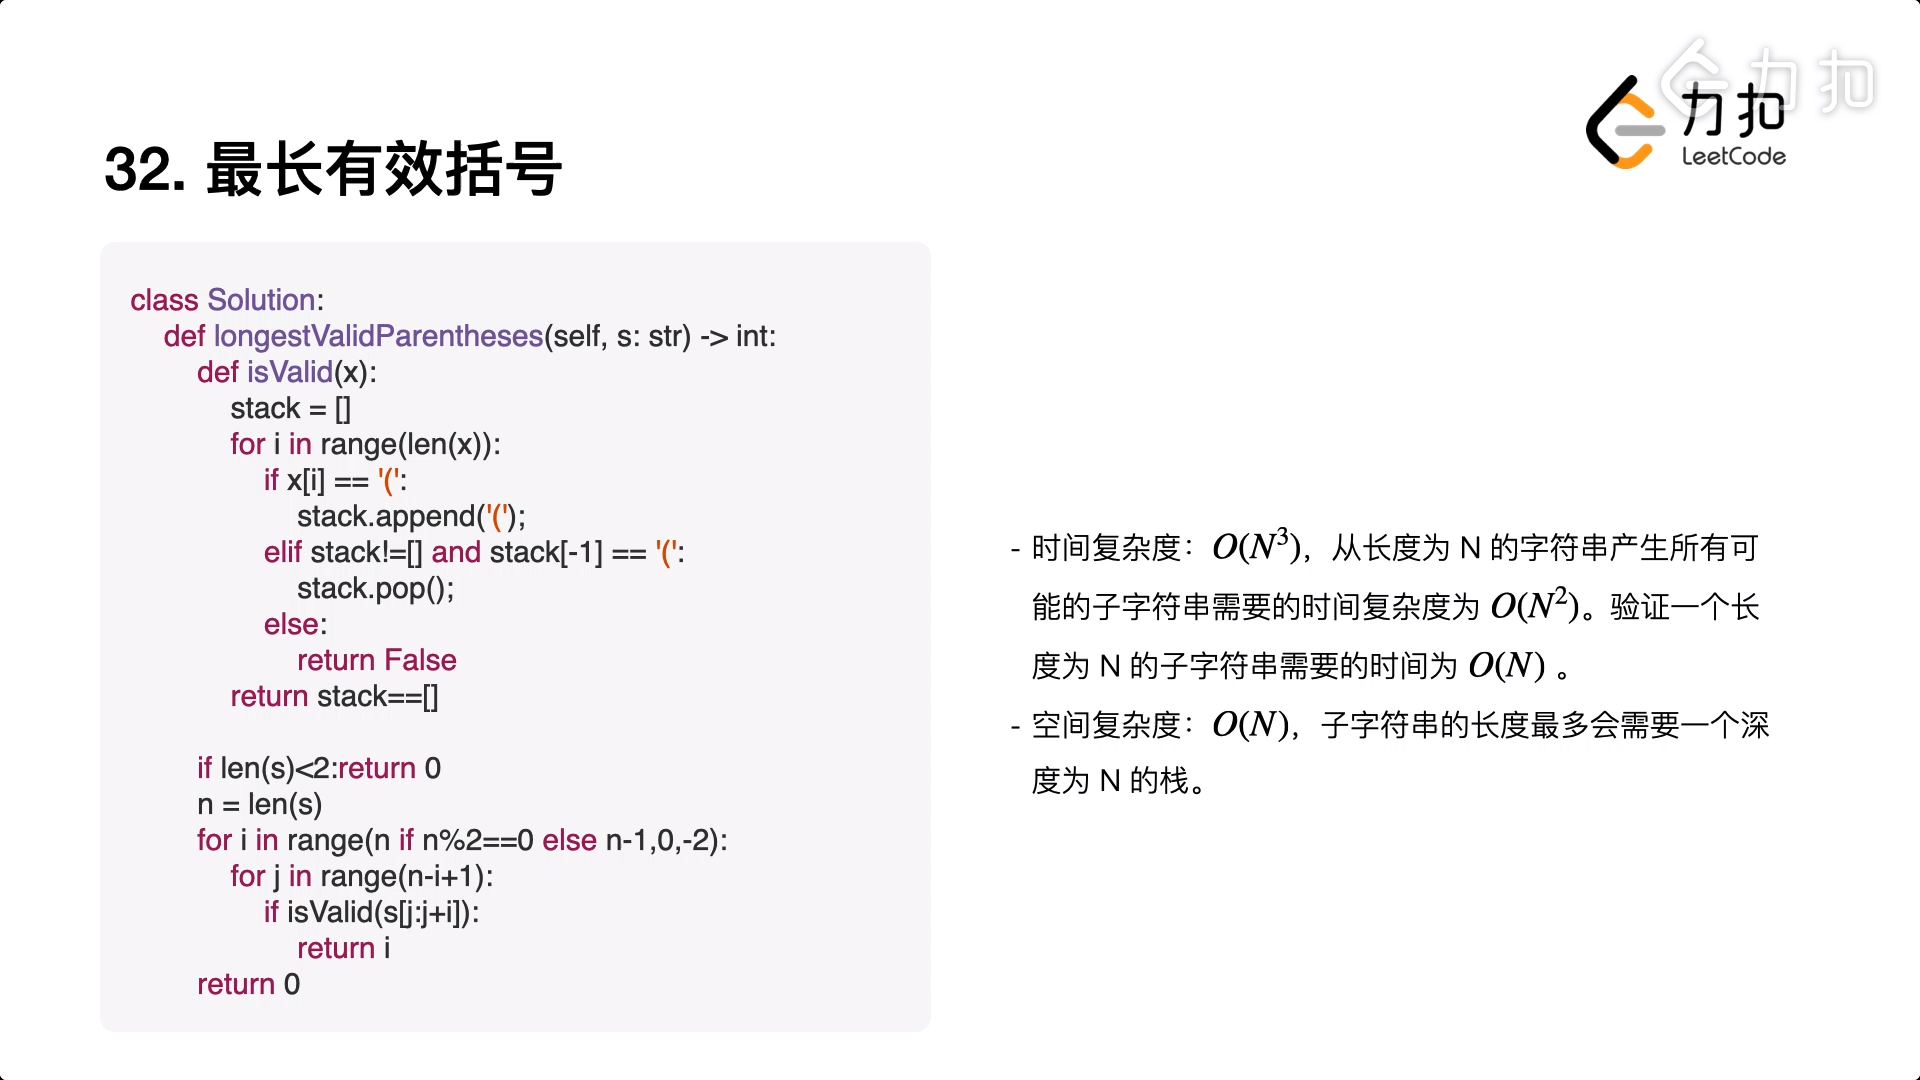 力扣
力扣
LeetCode
32. 最长有效括号
class Solution:
    def longestValidParentheses(self, s: str) -> int:
        def isValid(x):
            stack = []
            for i in range(len(x)):
                if x[i] == '(':
                    stack.append('(');
                elif stack!=[] and stack[-1] == '(':
                    stack.pop();
                else:
                    return False
            return stack==[]

        if len(s)<2:return 0
        n = len(s)
        for i in range(n if n%2==0 else n-1,0,-2):
            for j in range(n-i+1):
                if isValid(s[j:j+i]):
                    return i
        return 0
- 时间复杂度：O(N³)，从长度为 N 的字符串产生所有可
能的子字符串需要的时间复杂度为 O(N²)。验证一个长
度为 N 的子字符串需要的时间为 O(N) 。
- 空间复杂度：O(N)，子字符串的长度最多会需要一个深
度为 N 的栈。